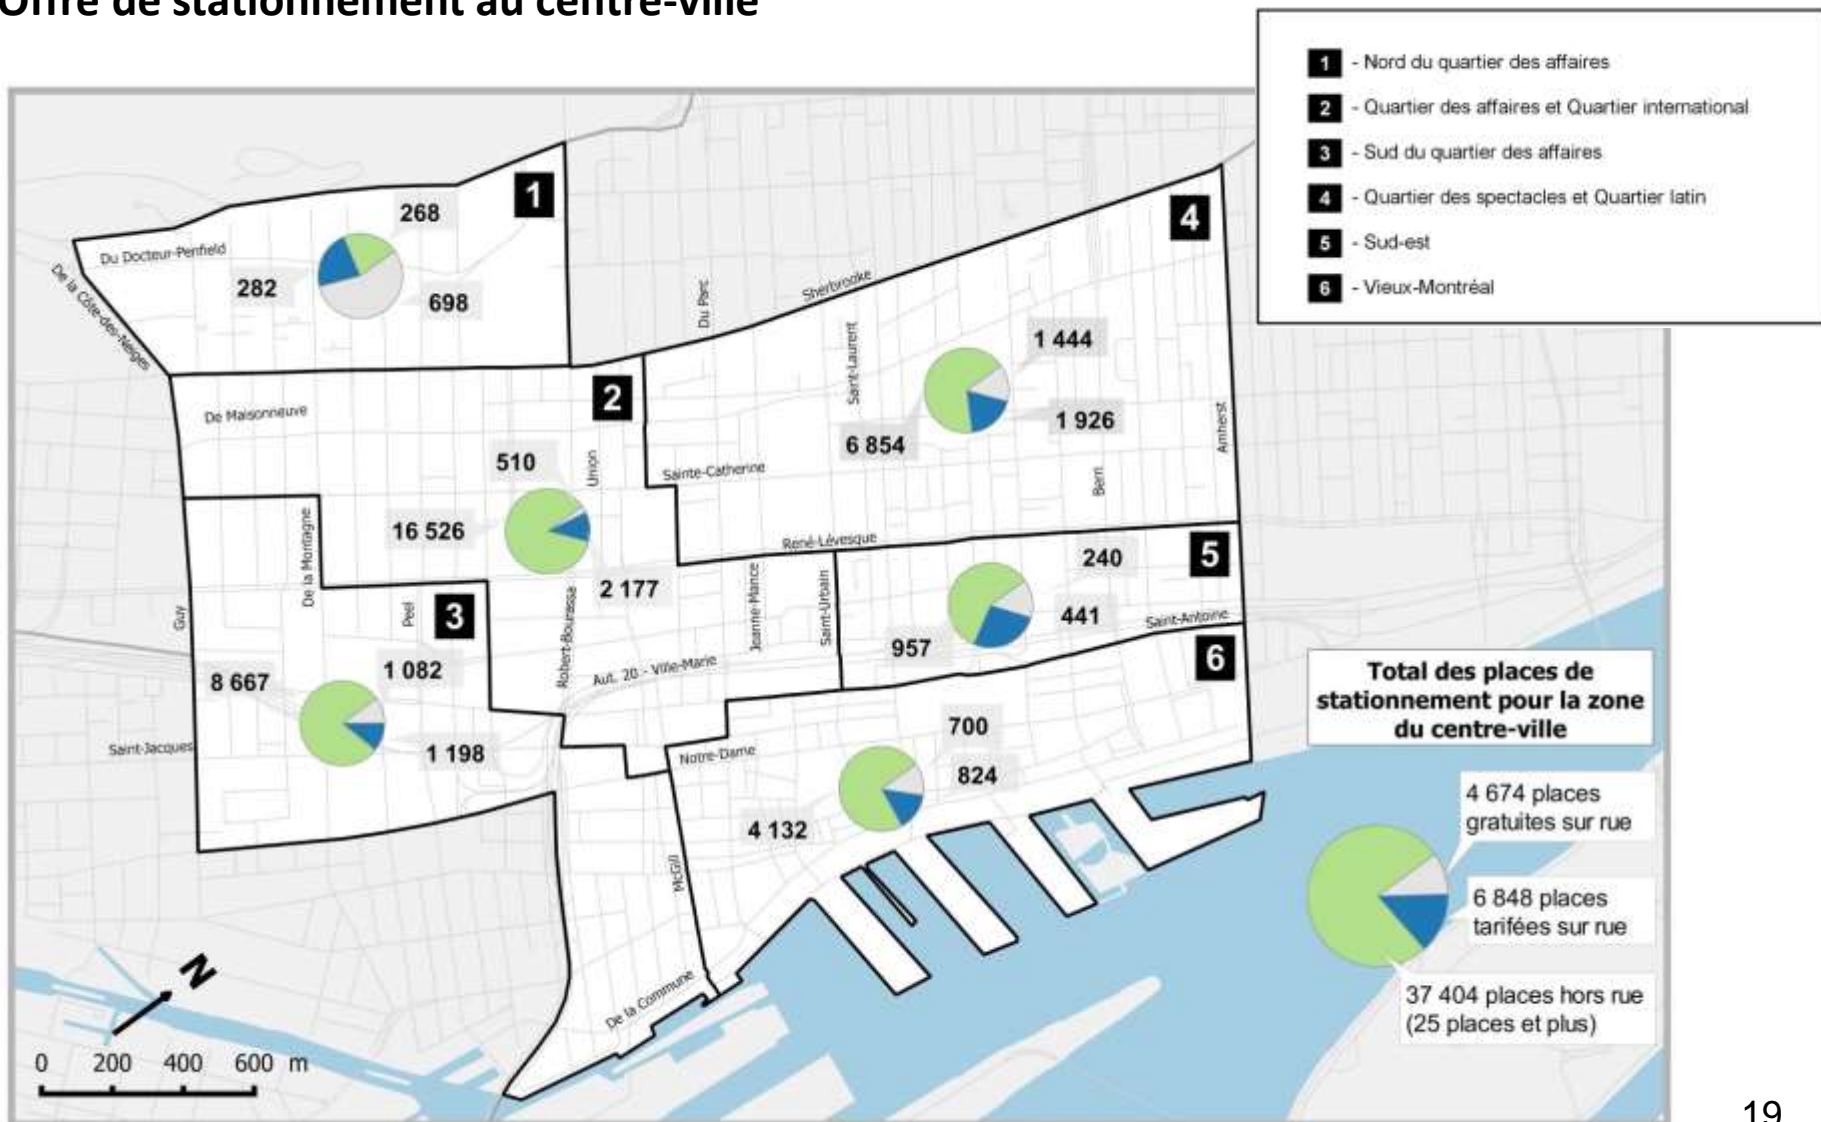 Offre de stationnement au centre-ville
1 - Nord du quartier des affaires
2 - Quartier des affaires et Quartier international
3 - Sud du quartier des affaires
4 - Quartier des spectacles et Quartier latin
5 - Sud-est
6 - Vieux-Montréal
1
268
Du Docteur-Penfield
282
698
De la Côte-des-Neiges
4
Sherbrooke
Du Parc
Saint-Laurent
1 444
1 926
6 854
Amherst
Berri
2
De Maisonneuve
510
Union
Sainte-Catherine
16 526
2 177
René-Lévesque
De la Montagne
Guy
Peel
3
Robert-Bourassa
Jeanne-Mance
Saint-Urbain
240
5
441
957
Saint-Antoine
6
8 667
1 082
1 198
Aut. 20 - Ville-Marie
Saint-Jacques
Notre-Dame
700
824
4 132
McGill
De la Commune
Total des places de
stationnement pour la zone
du centre-ville
4 674 places
gratuites sur rue
6 848 places
tarifées sur rue
37 404 places hors rue
(25 places et plus)
N
0 200 400 600 m
19